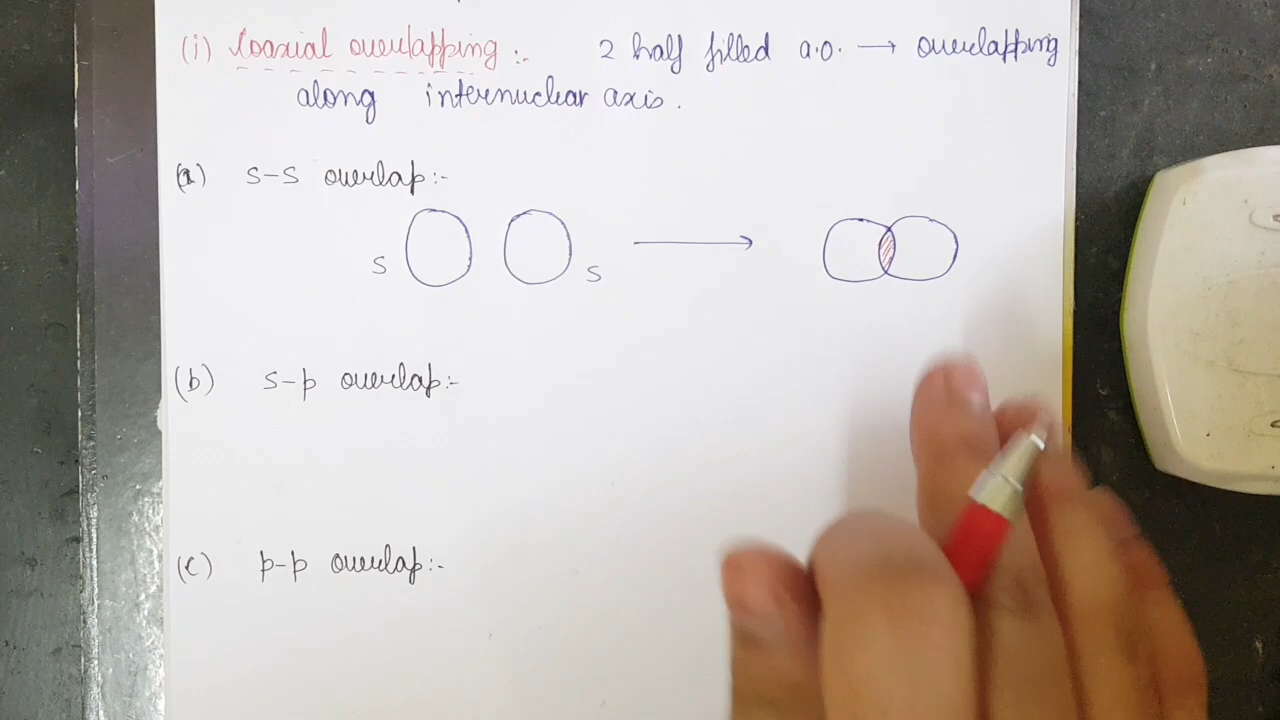 (i) Coaxial overlapping :- 2 half filled a.o. → overlapping
along internuclear axis.
(a) s-s overlap:-
s s
(b) s-p overlap:-
(c) p-p overlap:-